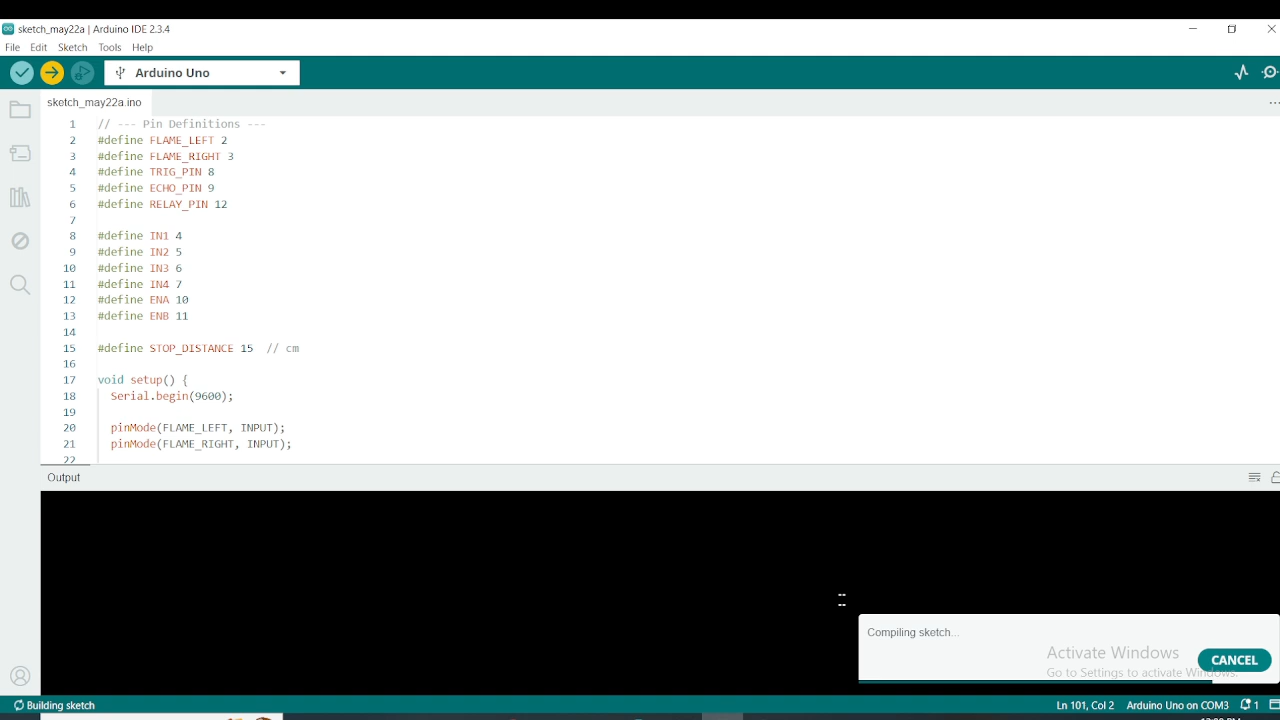 sketch_may22a | Arduino IDE 2.3.4
File Edit Sketch Tools Help
Arduino Uno
sketch_may22a.ino
1 // --- Pin Definitions ---
2 #define FLAME_LEFT 2
3 #define FLAME_RIGHT 3
4 #define TRIG_PIN 8
5 #define ECHO_PIN 9
6 #define RELAY_PIN 12
7
8 #define IN1 4
9 #define IN2 5
10 #define IN3 6
11 #define IN4 7
12 #define ENA 10
13 #define ENB 11
14
15 #define STOP_DISTANCE 15 // cm
16
17 void setup() {
18 Serial.begin(9600);
19
20 pinMode(FLAME_LEFT, INPUT);
21 pinMode(FLAME_RIGHT, INPUT);
22
Output
Compiling sketch...
Activate Windows
CANCEL
Go to Settings to activate Windows.
Building sketch
Ln 101, Col 2 Arduino Uno on COM3 1